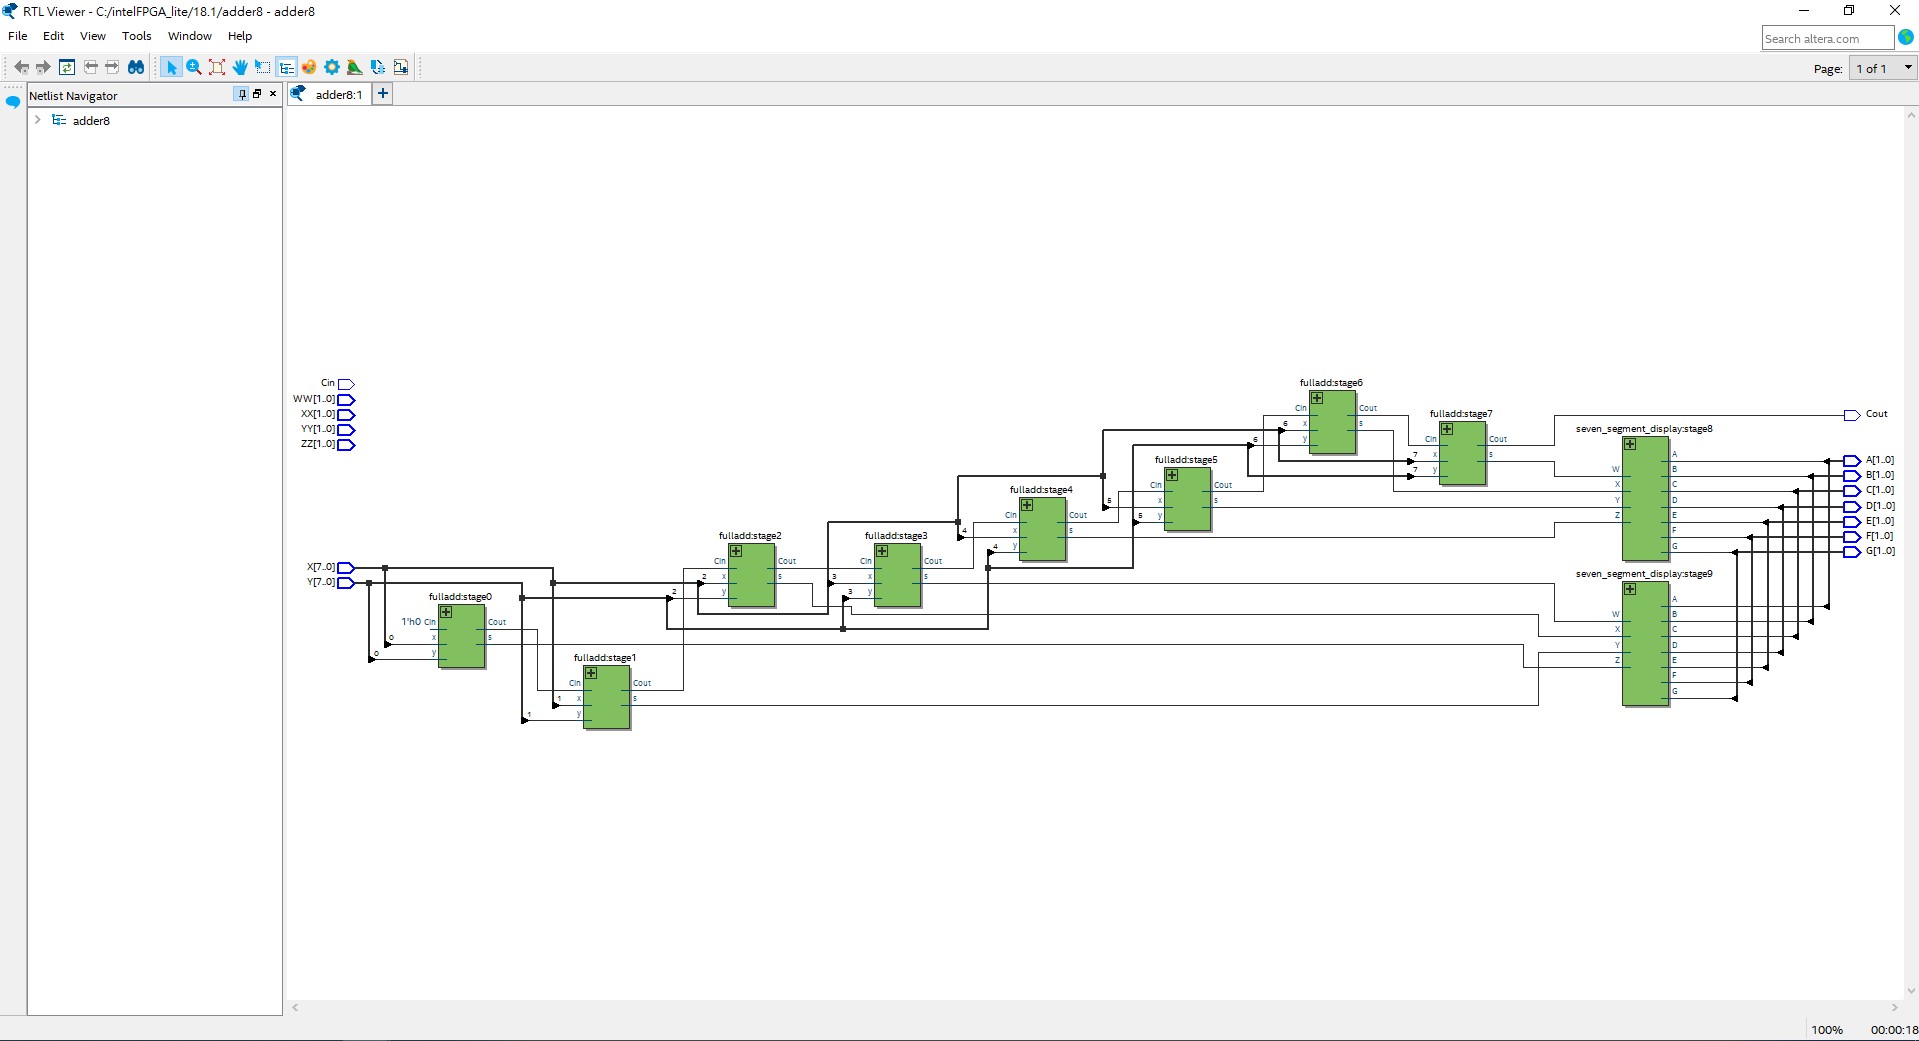 RTL Viewer - C:/intelFPGA_lite/18.1/adder8 - adder8
File Edit View Tools Window Help
Search altera.com
Page: 1 of 1
Netlist Navigator
adder8:1
adder8
Cin
WW[1..0]
XX[1..0]
YY[1..0]
ZZ[1..0]
X[7..0]
Y[7..0]
fulladd:stage0
1'h0 Cin Cout
0 x s
0 y
fulladd:stage1
Cin Cout
1 x s
1 y
fulladd:stage2
Cin Cout
2 x s
2 y
fulladd:stage3
Cin Cout
3 x s
3 y
fulladd:stage4
Cin Cout
4 x s
4 y
fulladd:stage5
Cin Cout
5 x s
5 y
fulladd:stage6
Cin Cout
6 x s
6 y
fulladd:stage7
Cin Cout
7 x s
7 y
seven_segment_display:stage8
A
W B
X C
Y D
Z E
F
G
seven_segment_display:stage9
A
W B
X C
Y D
Z E
F
G
Cout
A[1..0]
B[1..0]
C[1..0]
D[1..0]
E[1..0]
F[1..0]
G[1..0]
100% 00:00:18